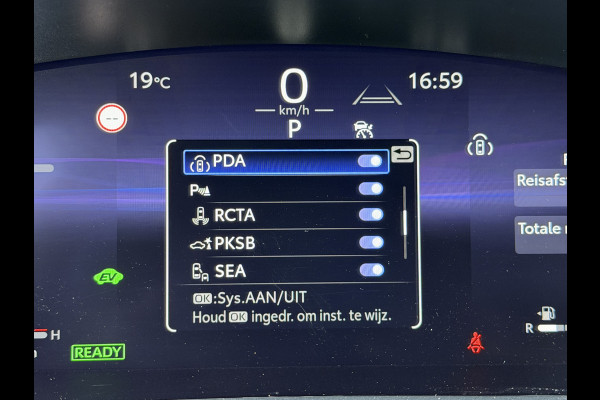 19°C
0
km/h
P
16:59
--
PDA
P
RCTA
PKSB
SEA
OK:Sys.AAN/UIT
Houd OK ingedr. om inst. te wijz.
Reisafs
Totale
EV
H
READY
R